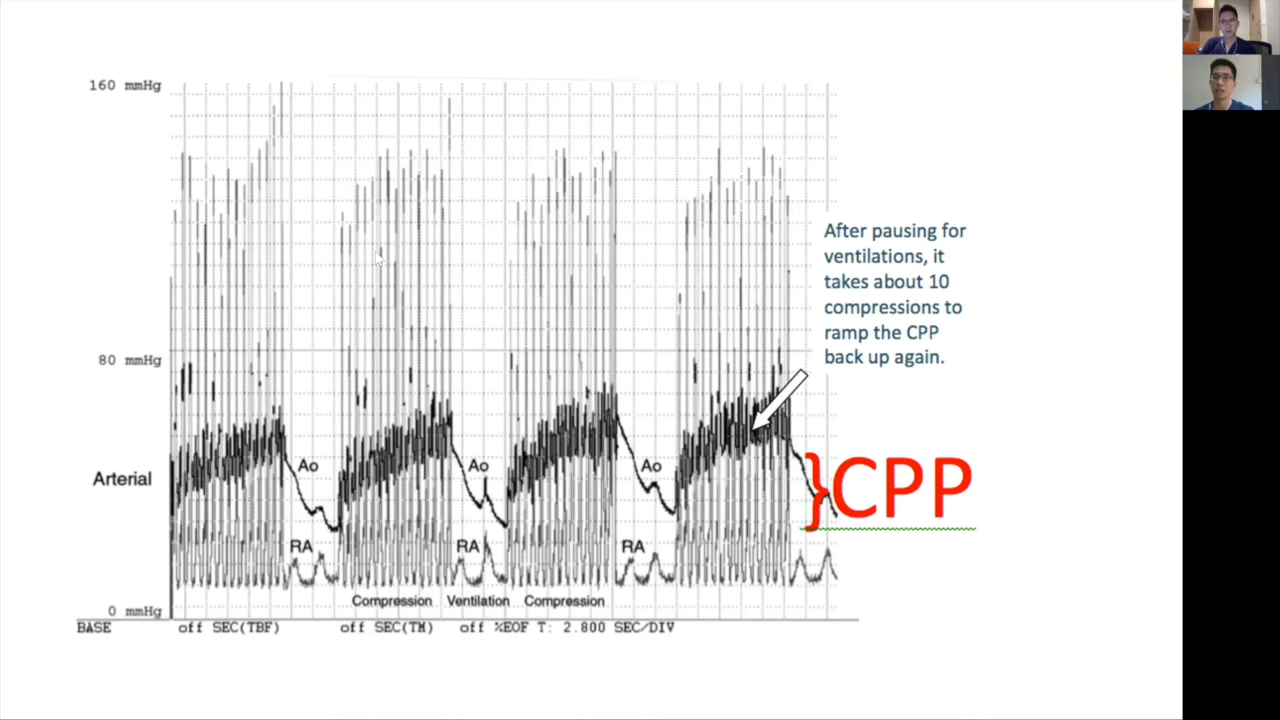 160 mmHg
After pausing for
ventilations, it
takes about 10
compressions to
ramp the CPP
back up again.
80 mmHg
Ao
Ao
Ao
Arterial
}CPP
RA
RA
RA
Compression Ventilation Compression
0 mmHg
BASE off SEC(TBF) off SEC(TM) off %EOF T: 2.800 SEC/DIV